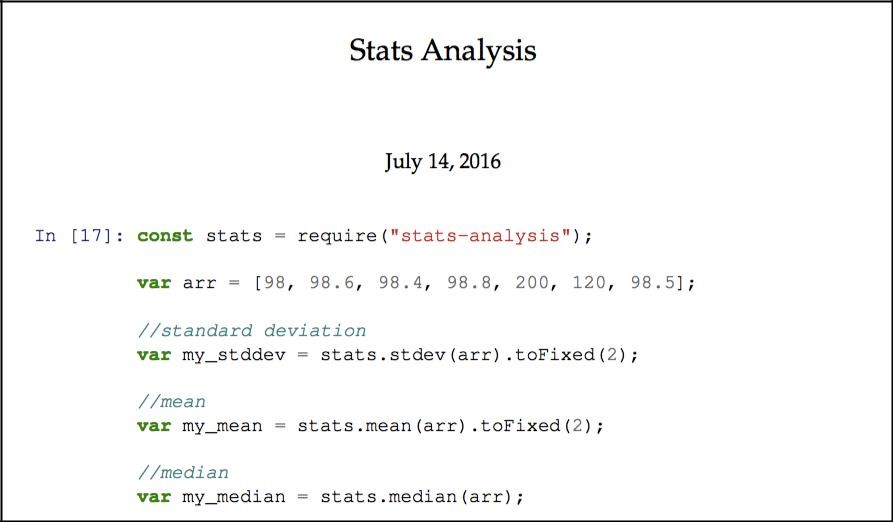 Stats Analysis
July 14, 2016
In [17]: const stats = require("stats-analysis");
var arr = [98, 98.6, 98.4, 98.8, 200, 120, 98.5];
//standard deviation
var my_stddev = stats.stdev(arr).toFixed(2);
//mean
var my_mean = stats.mean(arr).toFixed(2);
//median
var my_median = stats.median(arr);